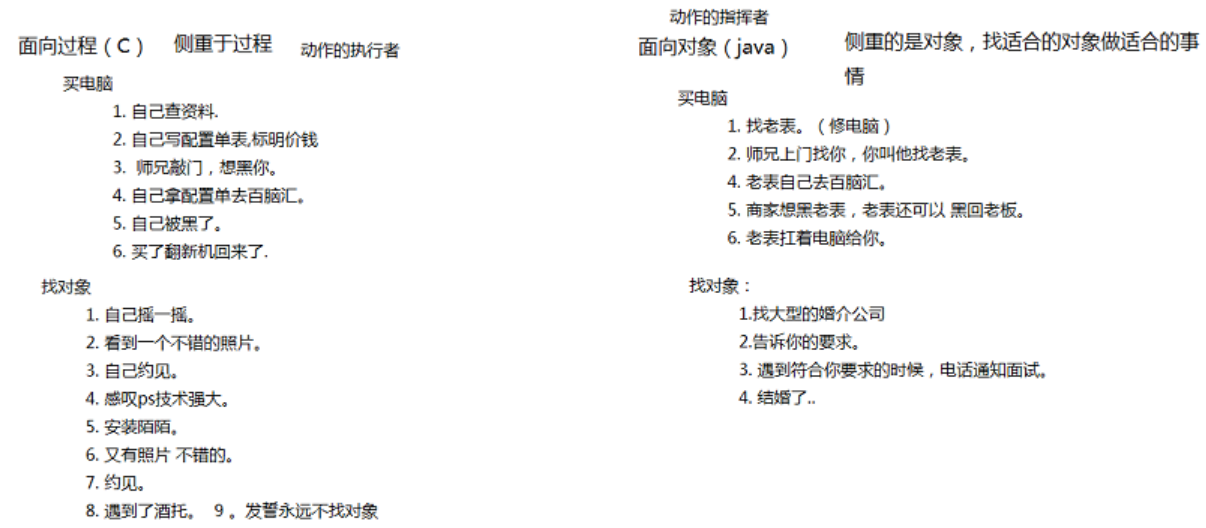 面向过程（C）  侧重于过程  动作的执行者
买电脑
1. 自己查资料.
2. 自己写配置单表,标明价钱
3. 师兄敲门，想黑你。
4. 自己拿配置单去百脑汇。
5. 自己被黑了。
6. 买了翻新机回来了.
找对象
1. 自己摇一摇。
2. 看到一个不错的照片。
3. 自己约见。
4. 感叹ps技术强大。
5. 安装陌陌。
6. 又有照片 不错的。
7. 约见。
8. 遇到了酒托。  9 。发誓永远不找对象
动作的指挥者
面向对象（java）  侧重的是对象，找适合的对象做适合的事
情
买电脑
1. 找老表。（修电脑）
2. 师兄上门找你，你叫他找老表。
4. 老表自己去百脑汇。
5. 商家想黑老表，老表还可以 黑回老板。
6. 老表扛着电脑给你。
找对象：
1.找大型的婚介公司
2.告诉你的要求。
3. 遇到符合你要求的时候，电话通知面试。
4. 结婚了..